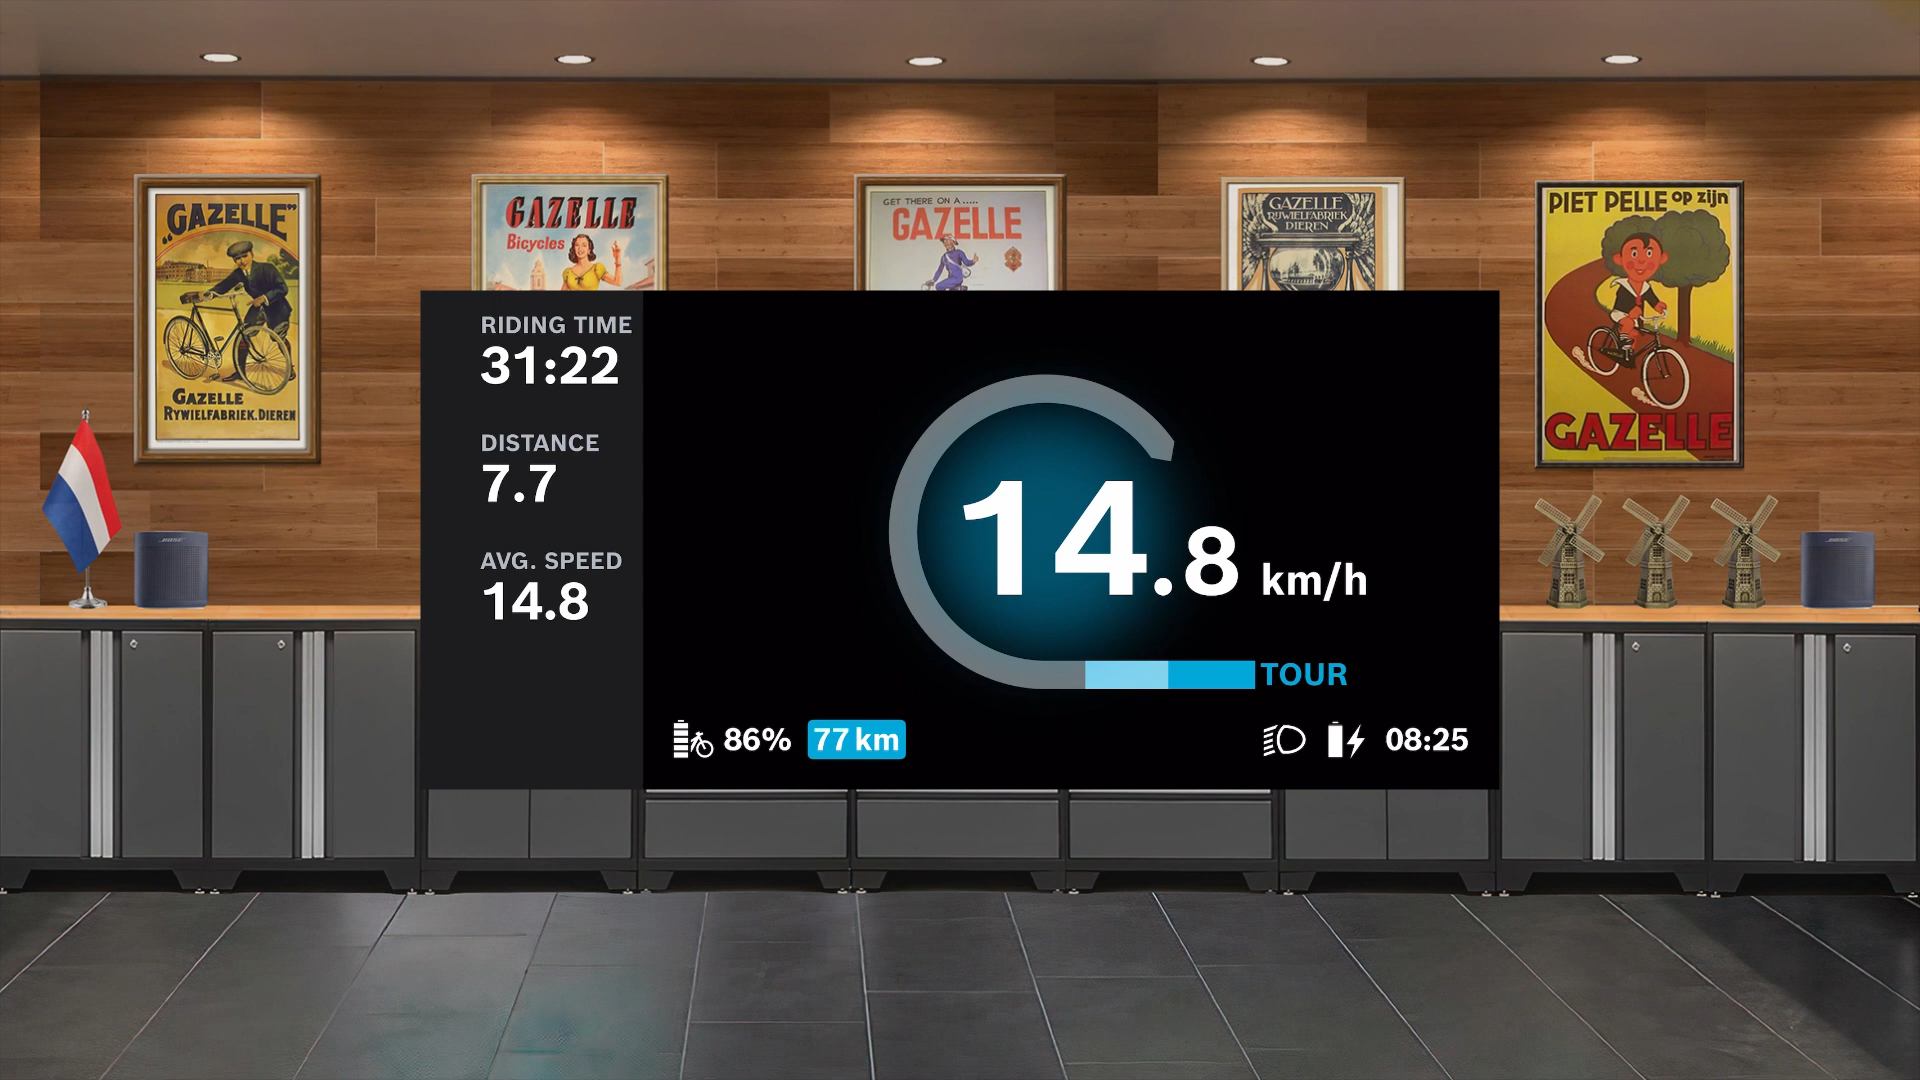 „GAZELLE"
GAZELLE
RYWIELFABRIEK.DIEREN
GAZELLE
Bicycles
GET THERE ON A.....
GAZELLE
GAZELLE
RIJWIELFABRIEK
DIEREN
PIET PELLE op zijn
GAZELLE
RIDING TIME
31:22
DISTANCE
7.7
AVG. SPEED
14.8
14.8 km/h
TOUR
86% 77 km
08:25
BOSE
BOSE